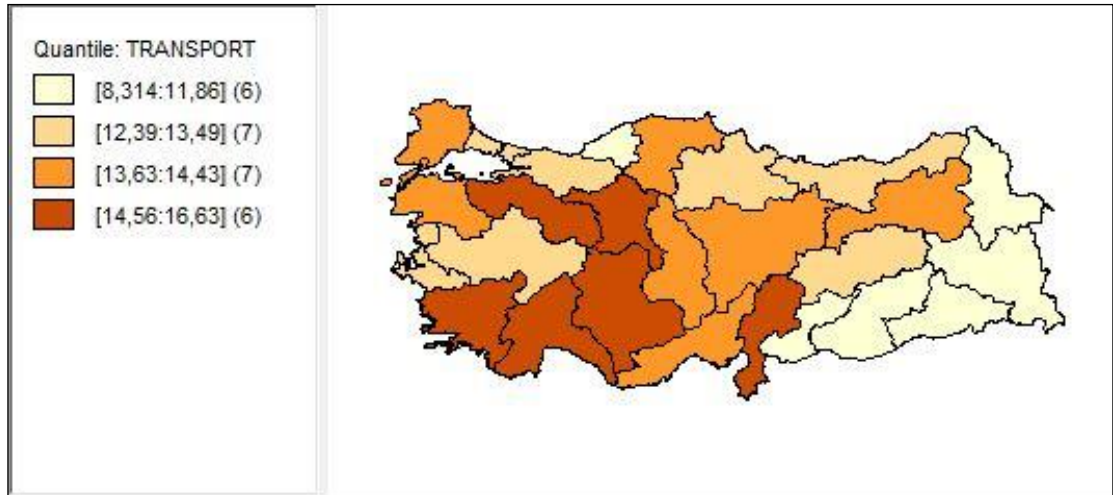 Quantile: TRANSPORT
[8,314:11,86] (6)
[12,39:13,49] (7)
[13,63:14,43] (7)
[14,56:16,63] (6)